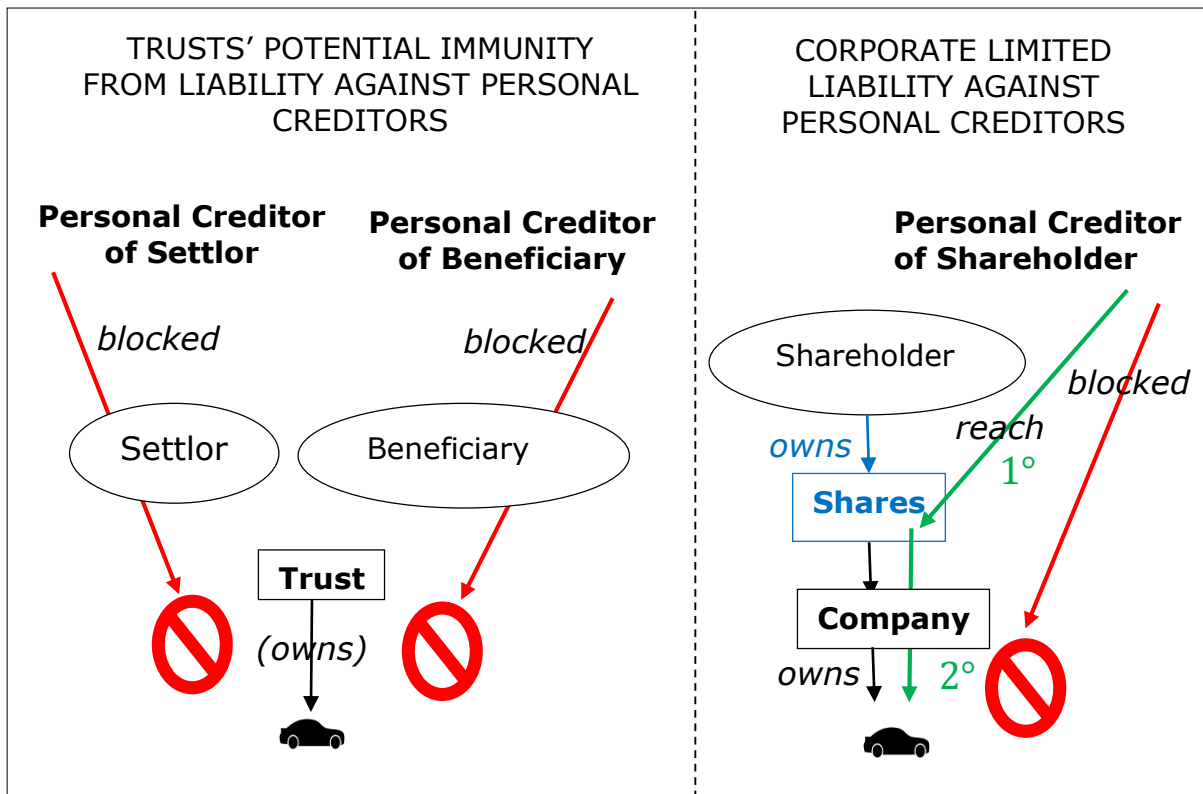 TRUSTS’ POTENTIAL IMMUNITY
FROM LIABILITY AGAINST PERSONAL
CREDITORS
Personal Creditor
of Settlor
Personal Creditor
of Beneficiary
blocked
blocked
Settlor
Beneficiary
Trust
(owns)
CORPORATE LIMITED
LIABILITY AGAINST
PERSONAL CREDITORS
Personal Creditor
of Shareholder
Shareholder
blocked
reach
owns
1°
Shares
Company
owns
2°